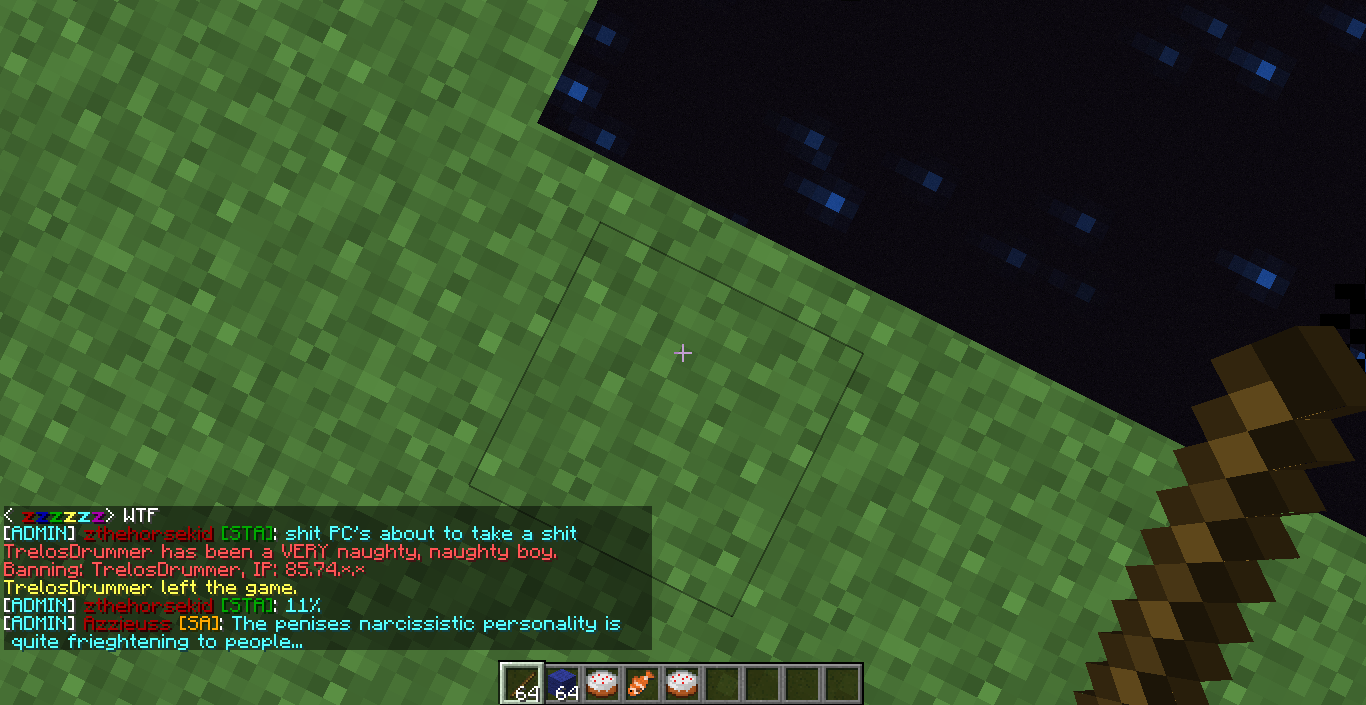 < zzzzzz> WTF
[ADMIN] zthehorsekid [STA]: shit PC's about to take a shit
TrelosDrummer has been a VERY naughty, naughty boy.
Banning: TrelosDrummer, IP: 85.74.*.*
TrelosDrummer left the game.
[ADMIN] zthehorsekid [STA]: 11%
[ADMIN] Azzieuss [SA]: The penises narcissistic personality is
quite frieghtening to people...
64 64